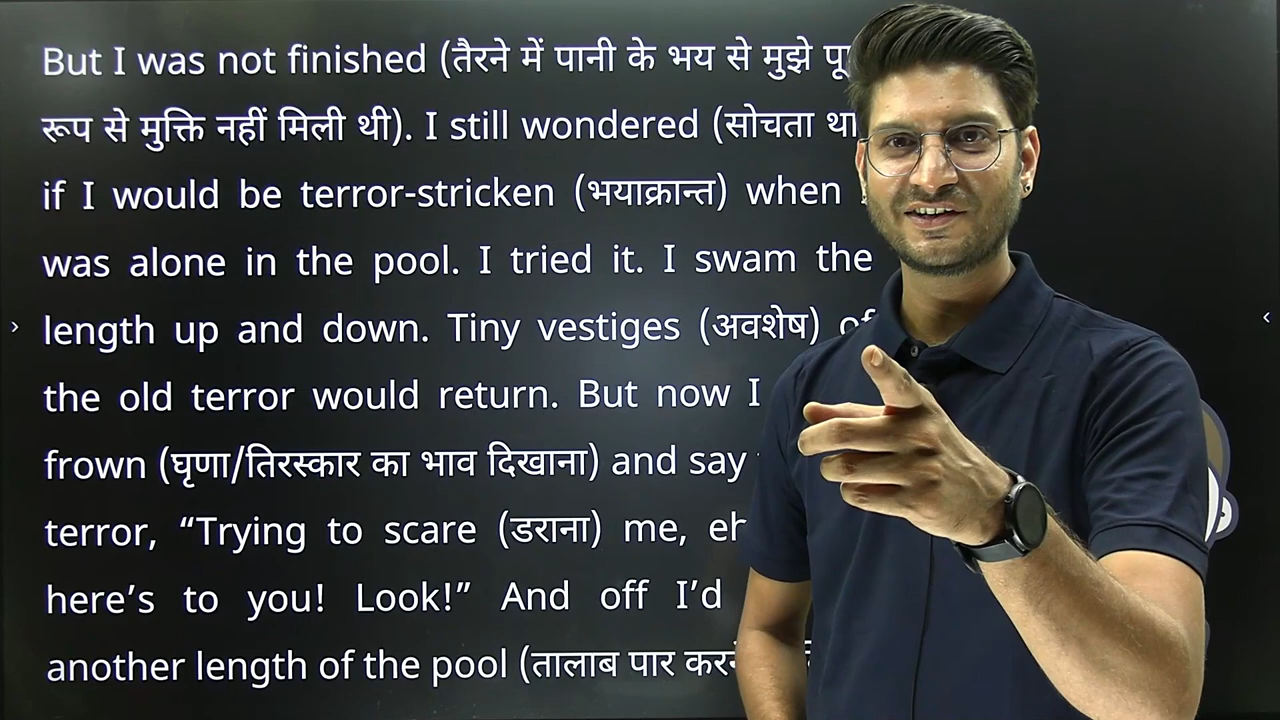 But I was not finished (तैरने में पानी के भय से मुझे
रूप से मुक्ति नहीं मिली थी). I still wondered (सोचता था
if I would be terror-stricken (भयाक्रान्त) when
was alone in the pool. I tried it. I swam the
length up and down. Tiny vestiges (अवशेष) of
the old terror would return. But now I
frown (घृणा/तिरस्कार का भाव दिखाना) and say
terror, “Trying to scare (डराना) me,
here’s to you! Look!” And off I’d
another length of the pool (तालाब पार